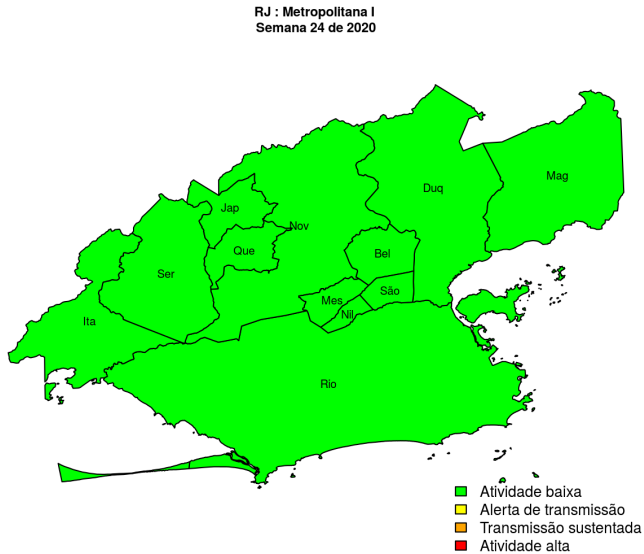 RJ : Metropolitana I
Semana 24 de 2020
Mag
Duq
Jap
Nov
Que
Bel
Ser
São
Mes
Nil
Ita
Rio
Atividade baixa
Alerta de transmissão
Transmissão sustentada
Atividade alta